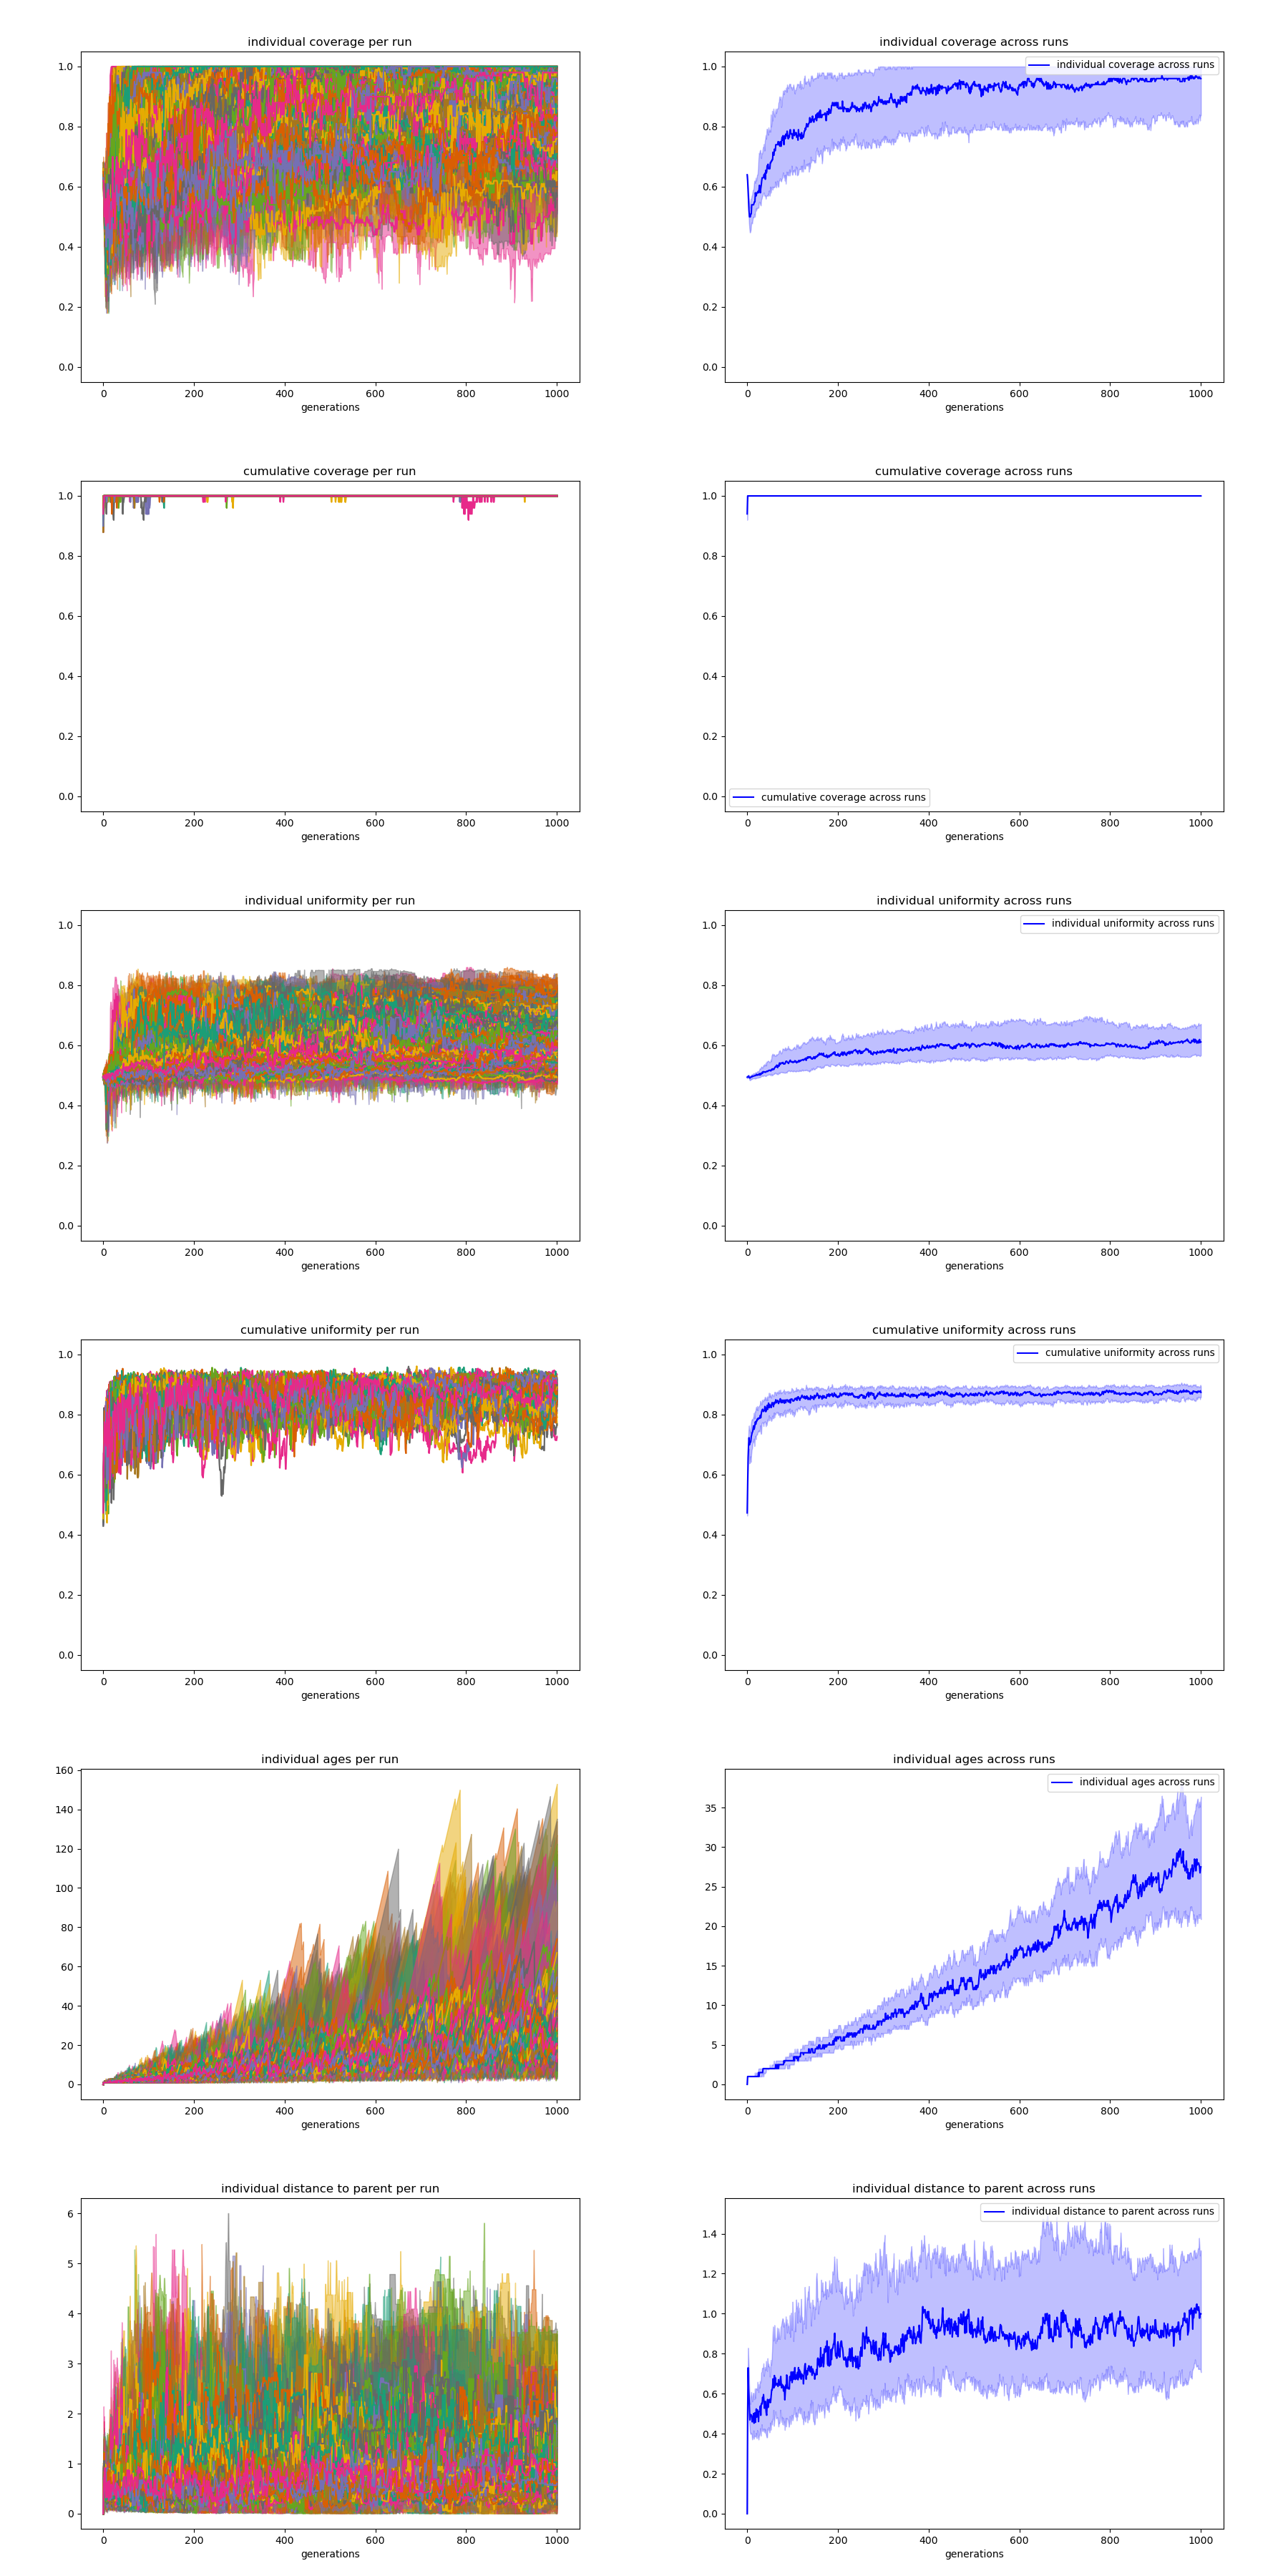 individual coverage per run
1.0
0.8
0.6
0.4
0.2
0.0
0 200 400 600 800 1000
generations
individual coverage across runs
individual coverage across runs
1.0
0.8
0.6
0.4
0.2
0.0
0 200 400 600 800 1000
generations
cumulative coverage per run
1.0
0.8
0.6
0.4
0.2
0.0
0 200 400 600 800 1000
generations
cumulative coverage across runs
1.0
0.8
0.6
0.4
0.2
0.0
cumulative coverage across runs
0 200 400 600 800 1000
generations
individual uniformity per run
1.0
0.8
0.6
0.4
0.2
0.0
0 200 400 600 800 1000
generations
individual uniformity across runs
individual uniformity across runs
1.0
0.8
0.6
0.4
0.2
0.0
0 200 400 600 800 1000
generations
cumulative uniformity per run
1.0
0.8
0.6
0.4
0.2
0.0
0 200 400 600 800 1000
generations
cumulative uniformity across runs
cumulative uniformity across runs
1.0
0.8
0.6
0.4
0.2
0.0
0 200 400 600 800 1000
generations
individual ages per run
160
140
120
100
80
60
40
20
0
0 200 400 600 800 1000
generations
individual ages across runs
individual ages across runs
35
30
25
20
15
10
5
0
0 200 400 600 800 1000
generations
individual distance to parent per run
6
5
4
3
2
1
0
0 200 400 600 800 1000
generations
individual distance to parent across runs
individual distance to parent across runs
1.4
1.2
1.0
0.8
0.6
0.4
0.2
0.0
0 200 400 600 800 1000
generations